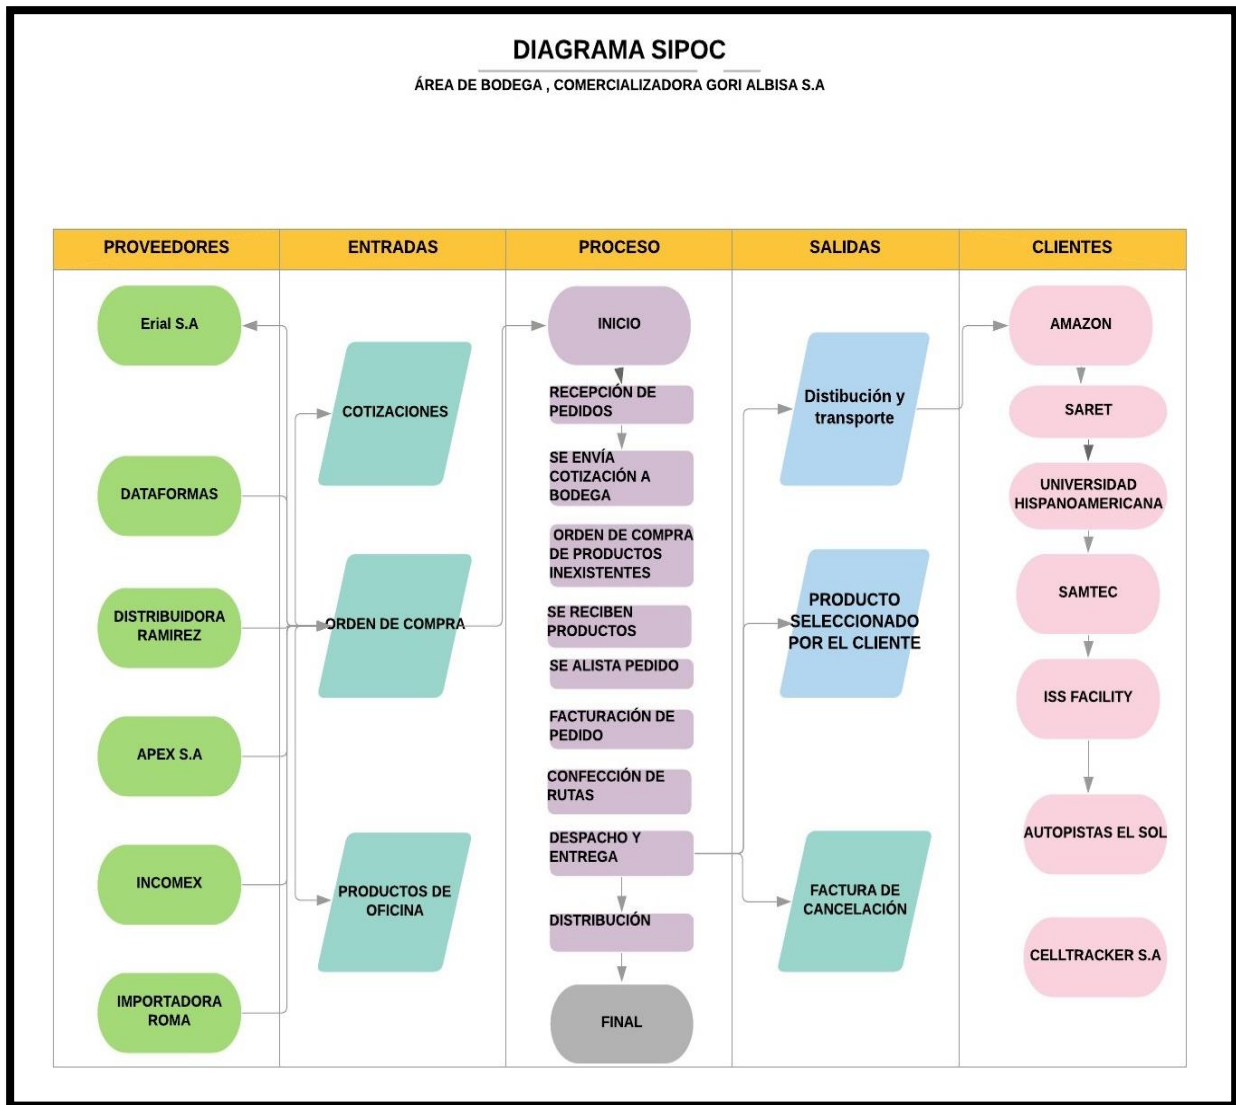 DIAGRAMA SIPOC
ÁREA DE BODEGA , COMERCIALIZADORA GORI ALBISA S.A
PROVEEDORES
ENTRADAS
PROCESO
SALIDAS
CLIENTES
Erial S.A
DATAFORMAS
DISTRIBUIDORA
RAMIREZ
APEX S.A
INCOMEX
IMPORTADORA
ROMA
COTIZACIONES
ORDEN DE COMPRA
PRODUCTOS DE
OFICINA
INICIO
RECEPCIÓN DE
PEDIDOS
SE ENVÍA
COTIZACIÓN A
BODEGA
ORDEN DE COMPRA
DE PRODUCTOS
INEXISTENTES
SE RECIBEN
PRODUCTOS
SE ALISTA PEDIDO
FACTURACIÓN DE
PEDIDO
CONFECCIÓN DE
RUTAS
DESPACHO Y
ENTREGA
DISTRIBUCIÓN
FINAL
Distibución y
transporte
PRODUCTO
SELECCIONADO
POR EL CLIENTE
FACTURA DE
CANCELACIÓN
AMAZON
SARET
UNIVERSIDAD
HISPANOAMERICANA
SAMTEC
ISS FACILITY
AUTOPISTAS EL SOL
CELLTRACKER S.A